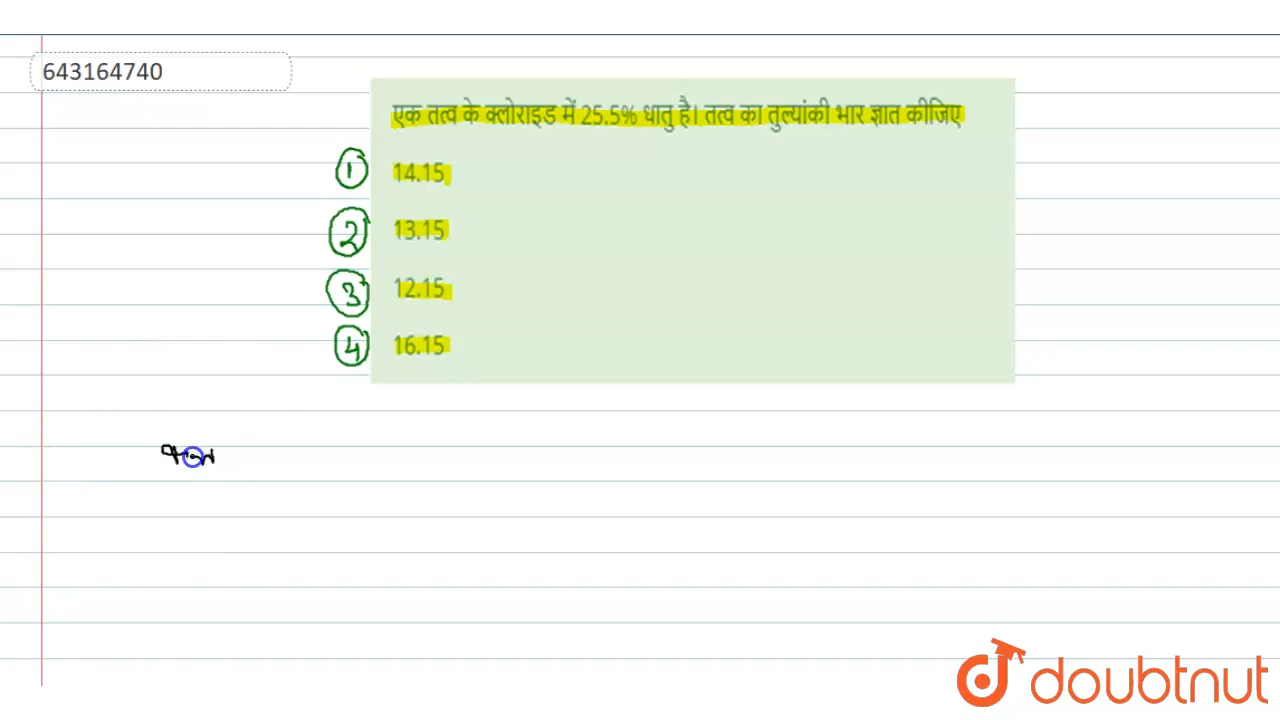 643164740
एक तत्व के क्लोराइड में 25.5% धातु है। तत्व का तुल्यांकी भार ज्ञात कीजिए
① 14.15
② 13.15
③ 12.15
④ 16.15
doubtnut